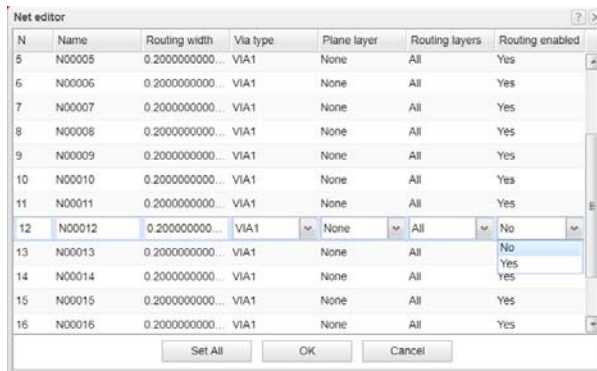 Net editor
N Name Routing width Via type Plane layer Routing layers Routing enabled
5 N00005 0.2000000000... VIA1 None All Yes
6 N00006 0.2000000000... VIA1 None All Yes
7 N00007 0.2000000000... VIA1 None All Yes
8 N00008 0.2000000000... VIA1 None All Yes
9 N00009 0.2000000000... VIA1 None All Yes
10 N00010 0.2000000000... VIA1 None All Yes
11 N00011 0.2000000000... VIA1 None All Yes
12 N00012 0.200000000... VIA1 None All No
No
13 N00013 0.2000000000... VIA1 None All Yes
14 N00014 0.2000000000... VIA1 None All Yes
15 N00015 0.2000000000... VIA1 None All Yes
16 N00016 0.2000000000... VIA1 None All Yes
Set All OK Cancel